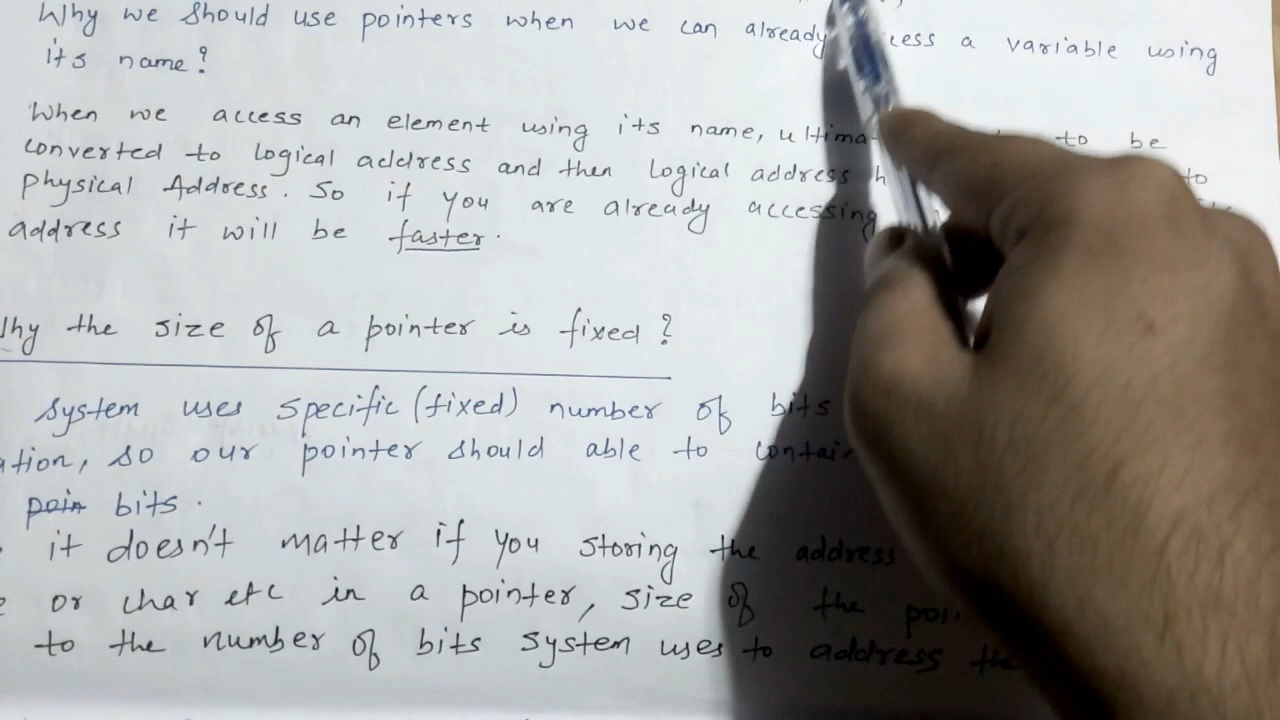 Why we should use pointers when we can already cess a variable using
its name?
When we access an element using its name, ultima to be
converted to logical address and then logical address h to
Physical Address. So if you are already accessing
address it will be faster.
hy the size of a pointer is fixed?
System uses specific (fixed) number of bits
ation, so our pointer should able to contain
poin bits.
it doesn't matter if you storing the address
or char etc in a pointer, size of the poi
to the number of bits system uses to address the